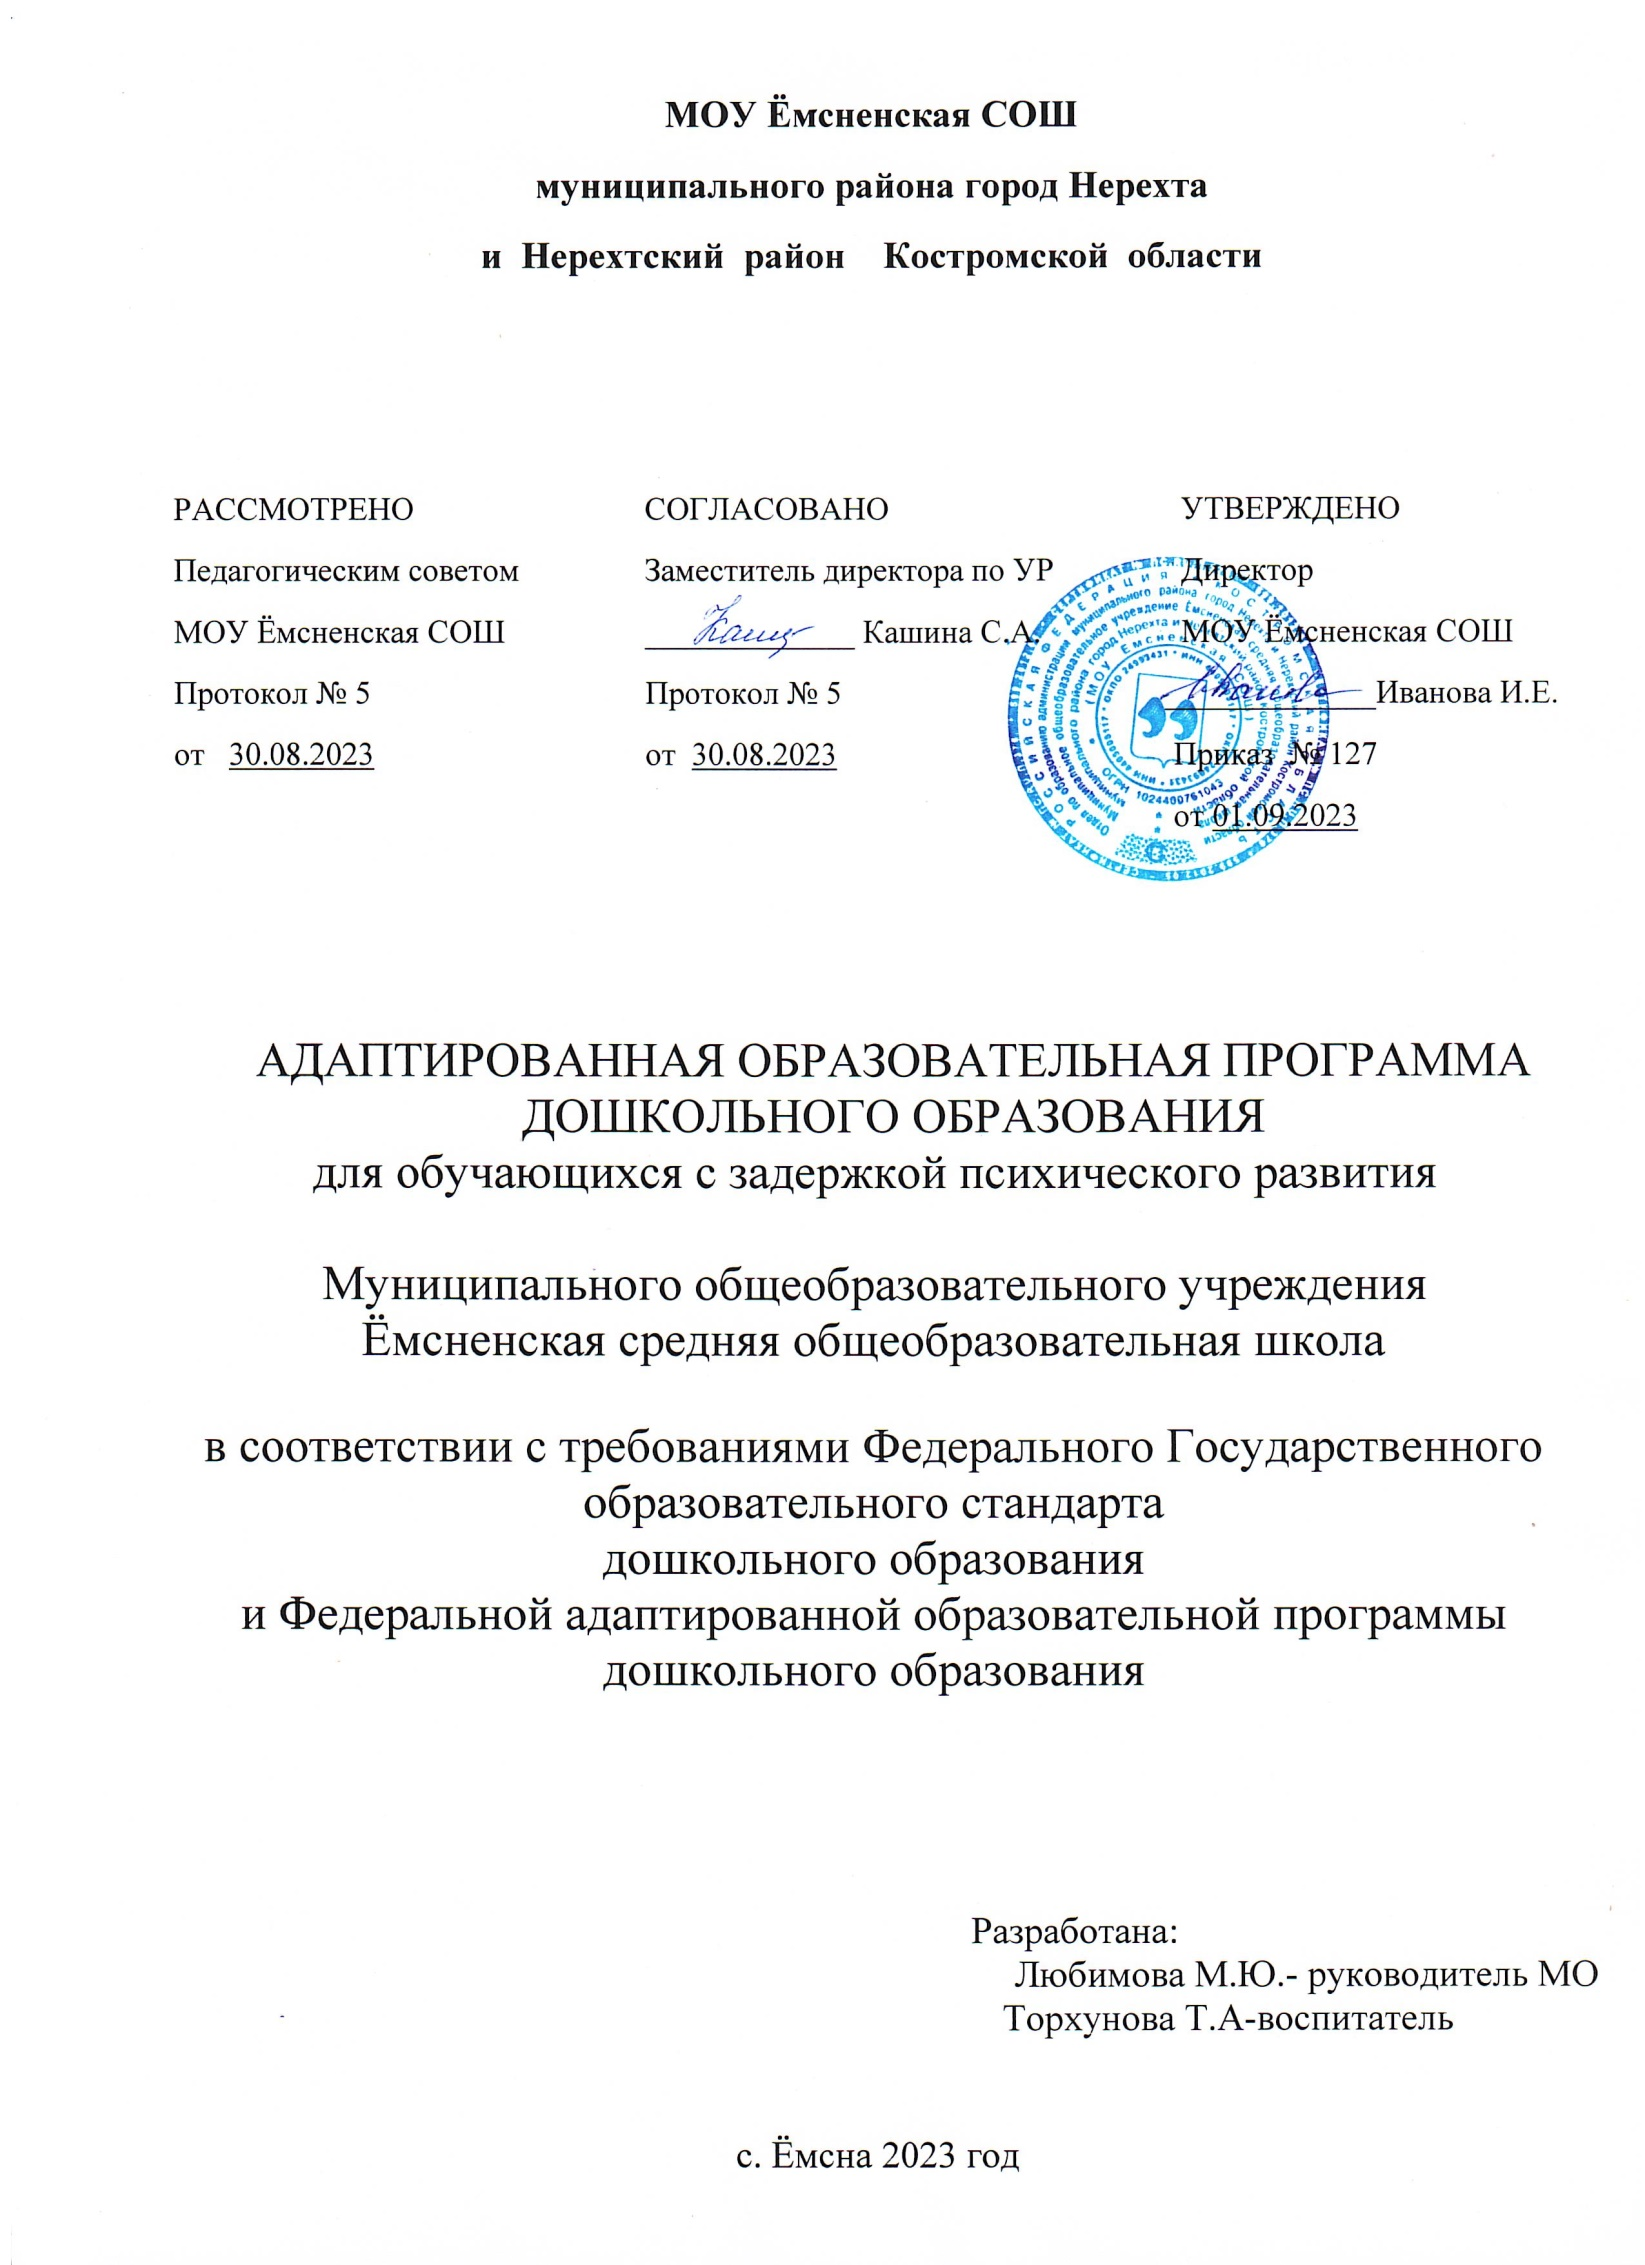 МОУ Ёмсненская СОШ
муниципального района город Нерехта
и Нерехтский район Костромской области
РАССМОТРЕНО
Педагогическим советом
МОУ Ёмсненская СОШ
Протокол № 5
от 30.08.2023
СОГЛАСОВАНО
Заместитель директора по УР
Кашина С.А.
Протокол № 5
от 30.08.2023
УТВЕРЖДЕНО
Директор
МОУ Ёмсненская СОШ
Иванова И.Е.
Приказ № 127
от 01.09.2023
АДАПТИРОВАННАЯ ОБРАЗОВАТЕЛЬНАЯ ПРОГРАММА
ДОШКОЛЬНОГО ОБРАЗОВАНИЯ
для обучающихся с задержкой психического развития
Муниципального общеобразовательного учреждения
Ёмсненская средняя общеобразовательная школа
в соответствии с требованиями Федерального Государственного
образовательного стандарта
дошкольного образования
и Федеральной адаптированной образовательной программы
дошкольного образования
Разработана:
Любимова М.Ю.- руководитель МО
Торхунова Т.А-воспитатель
с. Ёмсна 2023 год